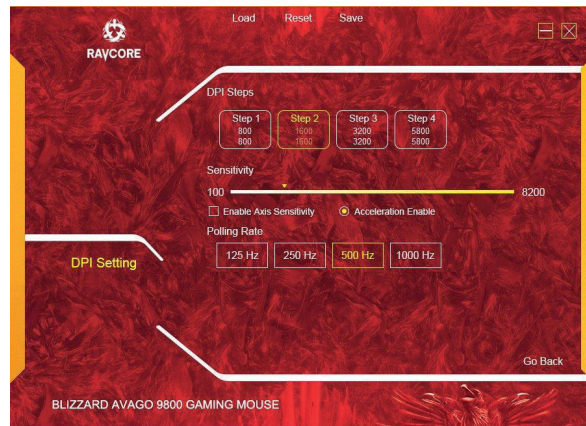 Load Reset Save
RAVCORE
DPI Steps
Step 1 Step 2 Step 3 Step 4
800 1600 3200 5800
800 1600 3200 5800
Sensitivity
100 8200
Enable Axis Sensitivity Acceleration Enable
Polling Rate
125 Hz 250 Hz 500 Hz 1000 Hz
DPI Setting
Go Back
BLIZZARD AVAGO 9800 GAMING MOUSE